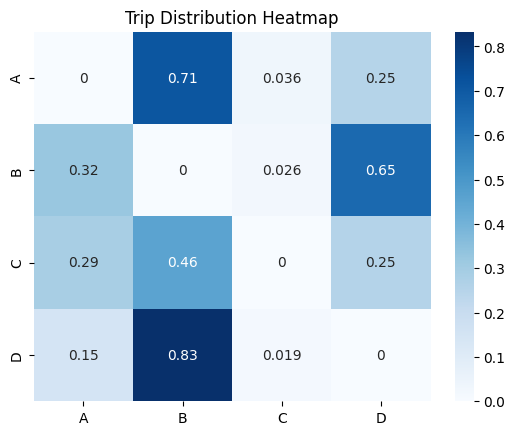 Trip Distribution Heatmap
A 0 0.71 0.036 0.25
B 0.32 0 0.026 0.65
C 0.29 0.46 0 0.25
D 0.15 0.83 0.019 0
A B C D
0.8
0.7
0.6
0.5
0.4
0.3
0.2
0.1
0.0